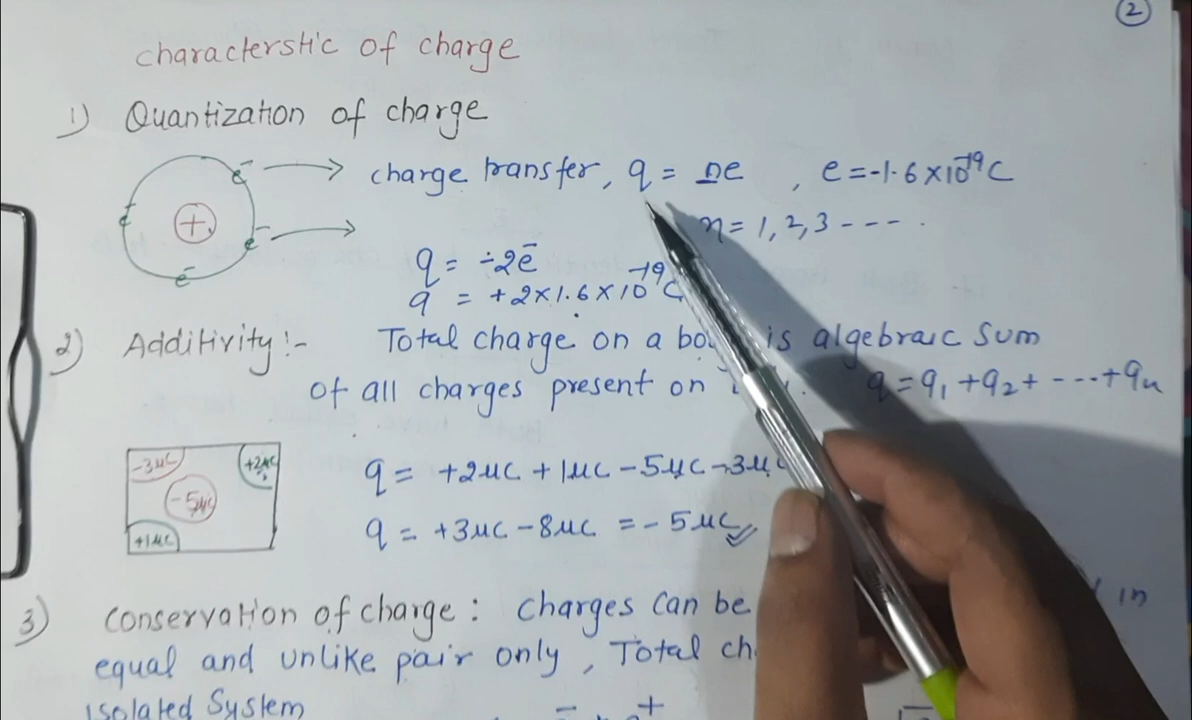 2
characterstic of charge
1) Quantization of charge
e⁻ charge transfer, q = ne , e = -1.6×10⁻¹⁹C
+
n = 1, 2, 3 ----
e⁻
e⁻
q = ÷2e⁻
q = +2×1.6×10⁻¹⁹C
2) Additivity:- Total charge on a is algebraic sum
of all charges present on q = q₁ + q₂ + ---- + qₙ
-3μC +2μC q = +2μC + 1μC - 5μC - 3μC
-5μC
+1μC q = +3μC - 8μC = - 5μC
3) Conservation of charge : Charges can be in
equal and unlike pair only , Total
isolated System